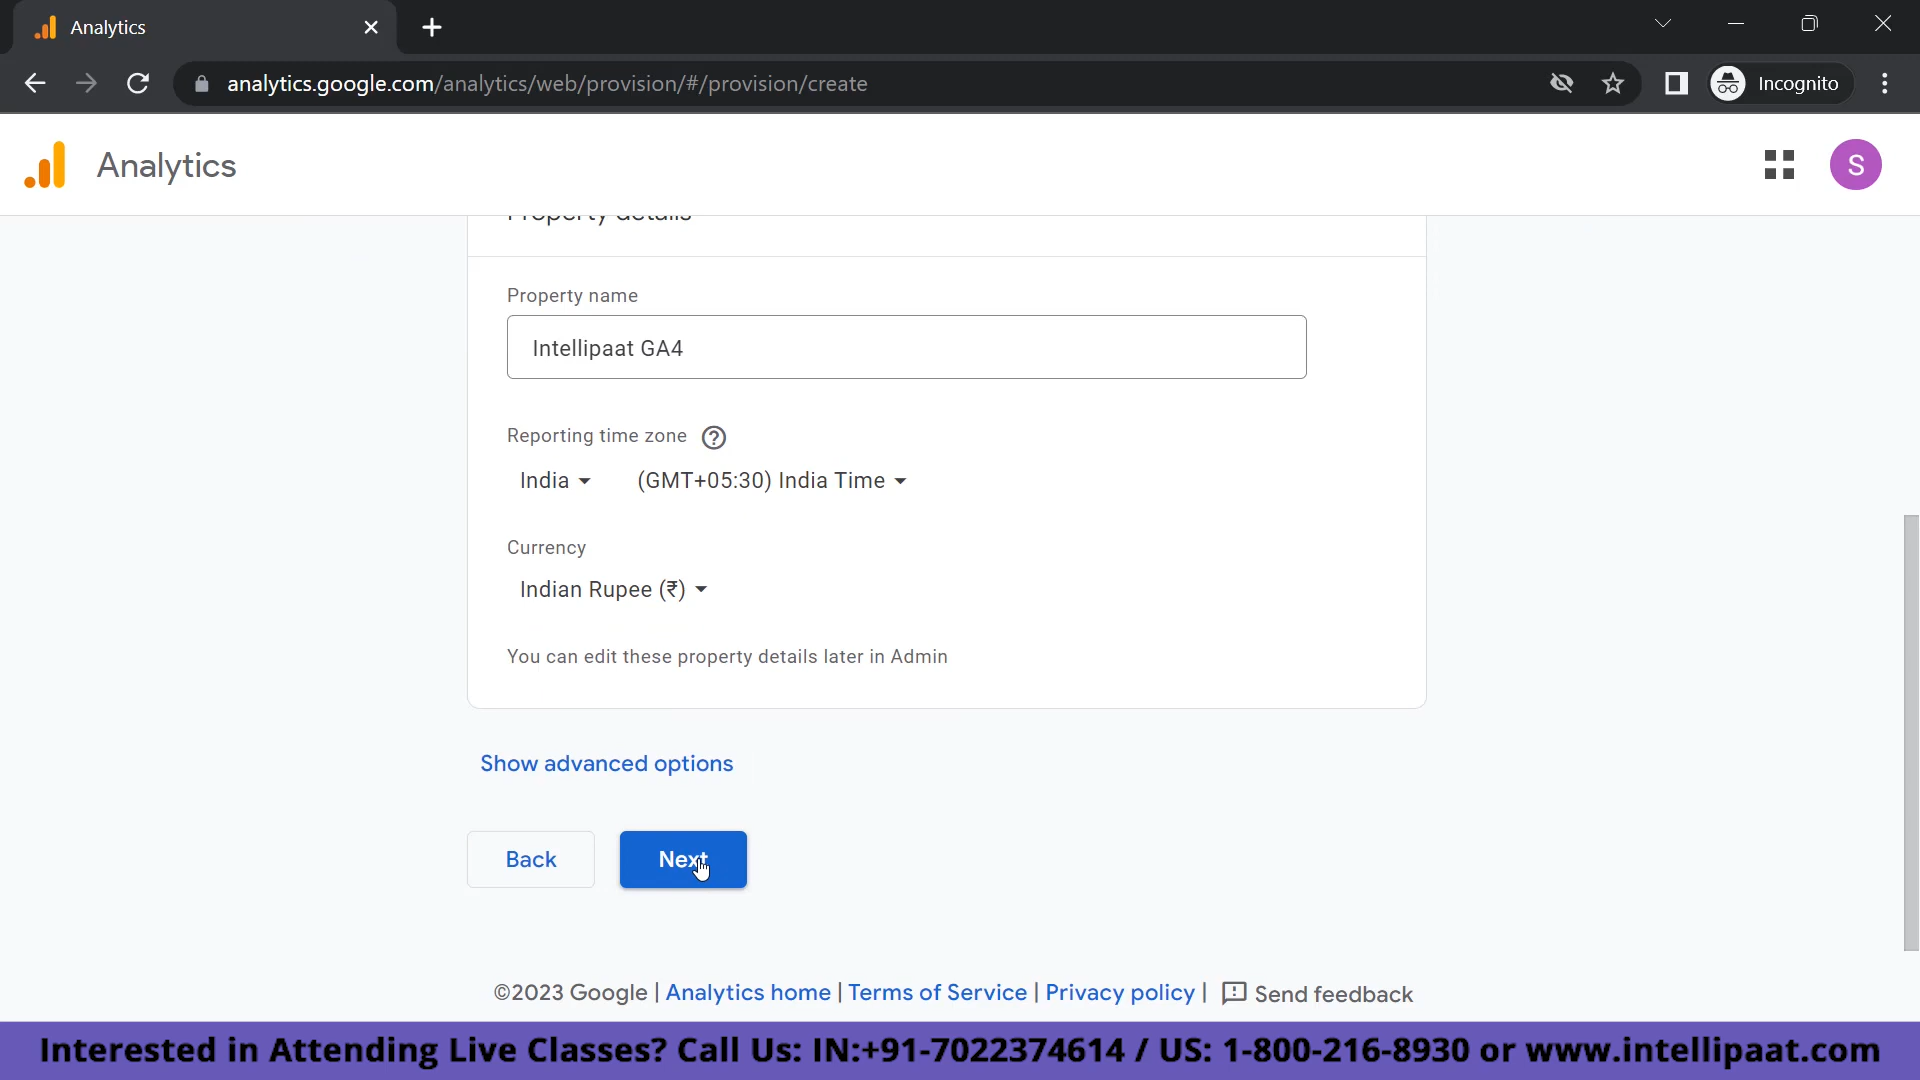 Analytics
analytics.google.com/analytics/web/provision/#/provision/create
Incognito
Analytics
S
Property details
Property name
Intellipaat GA4
Reporting time zone
India (GMT+05:30) India Time
Currency
Indian Rupee (₹)
You can edit these property details later in Admin
Show advanced options
Back Next
©2023 Google | Analytics home | Terms of Service | Privacy policy | Send feedback
Interested in Attending Live Classes? Call Us: IN:+91-7022374614 / US: 1-800-216-8930 or www.intellipaat.com